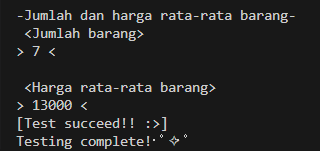 -Jumlah dan harga rata-rata barang-
<Jumlah barang>
> 7 <
<Harga rata-rata barang>
> 13000 <
[Test succeed!! :>]
Testing complete!･ﾟ✧ﾟ